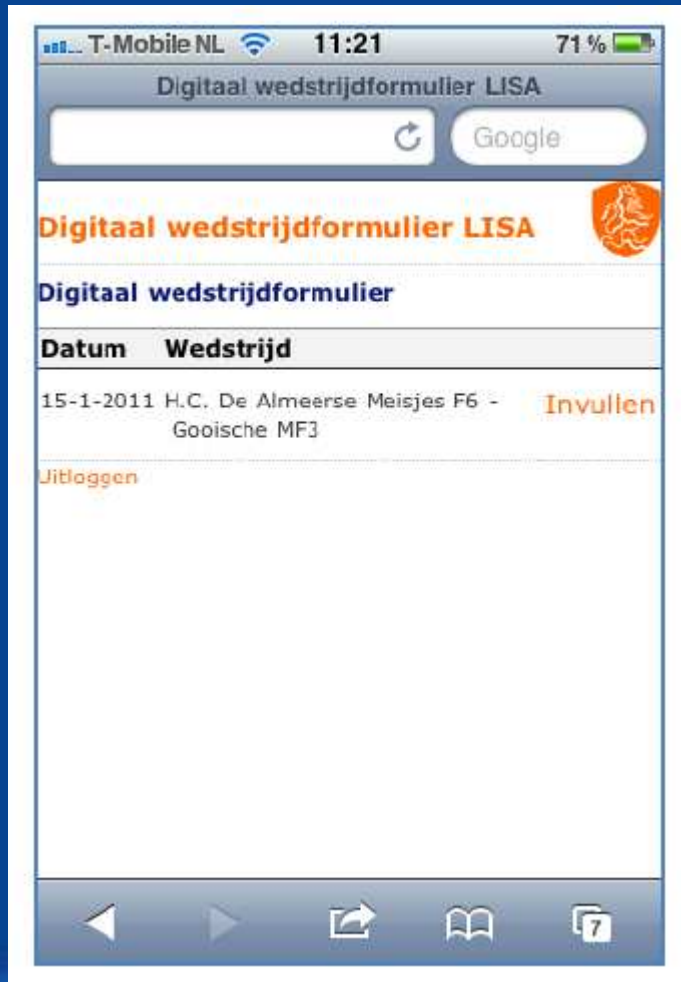 T-Mobile NL 11:21 71 %
Digitaal wedstrijdformulier LISA
Google
Digitaal wedstrijdformulier LISA
Digitaal wedstrijdformulier
Datum Wedstrijd
15-1-2011 H.C. De Almeerse Meisjes F6 - Invullen
Gooische MF3
Uitloggen
7